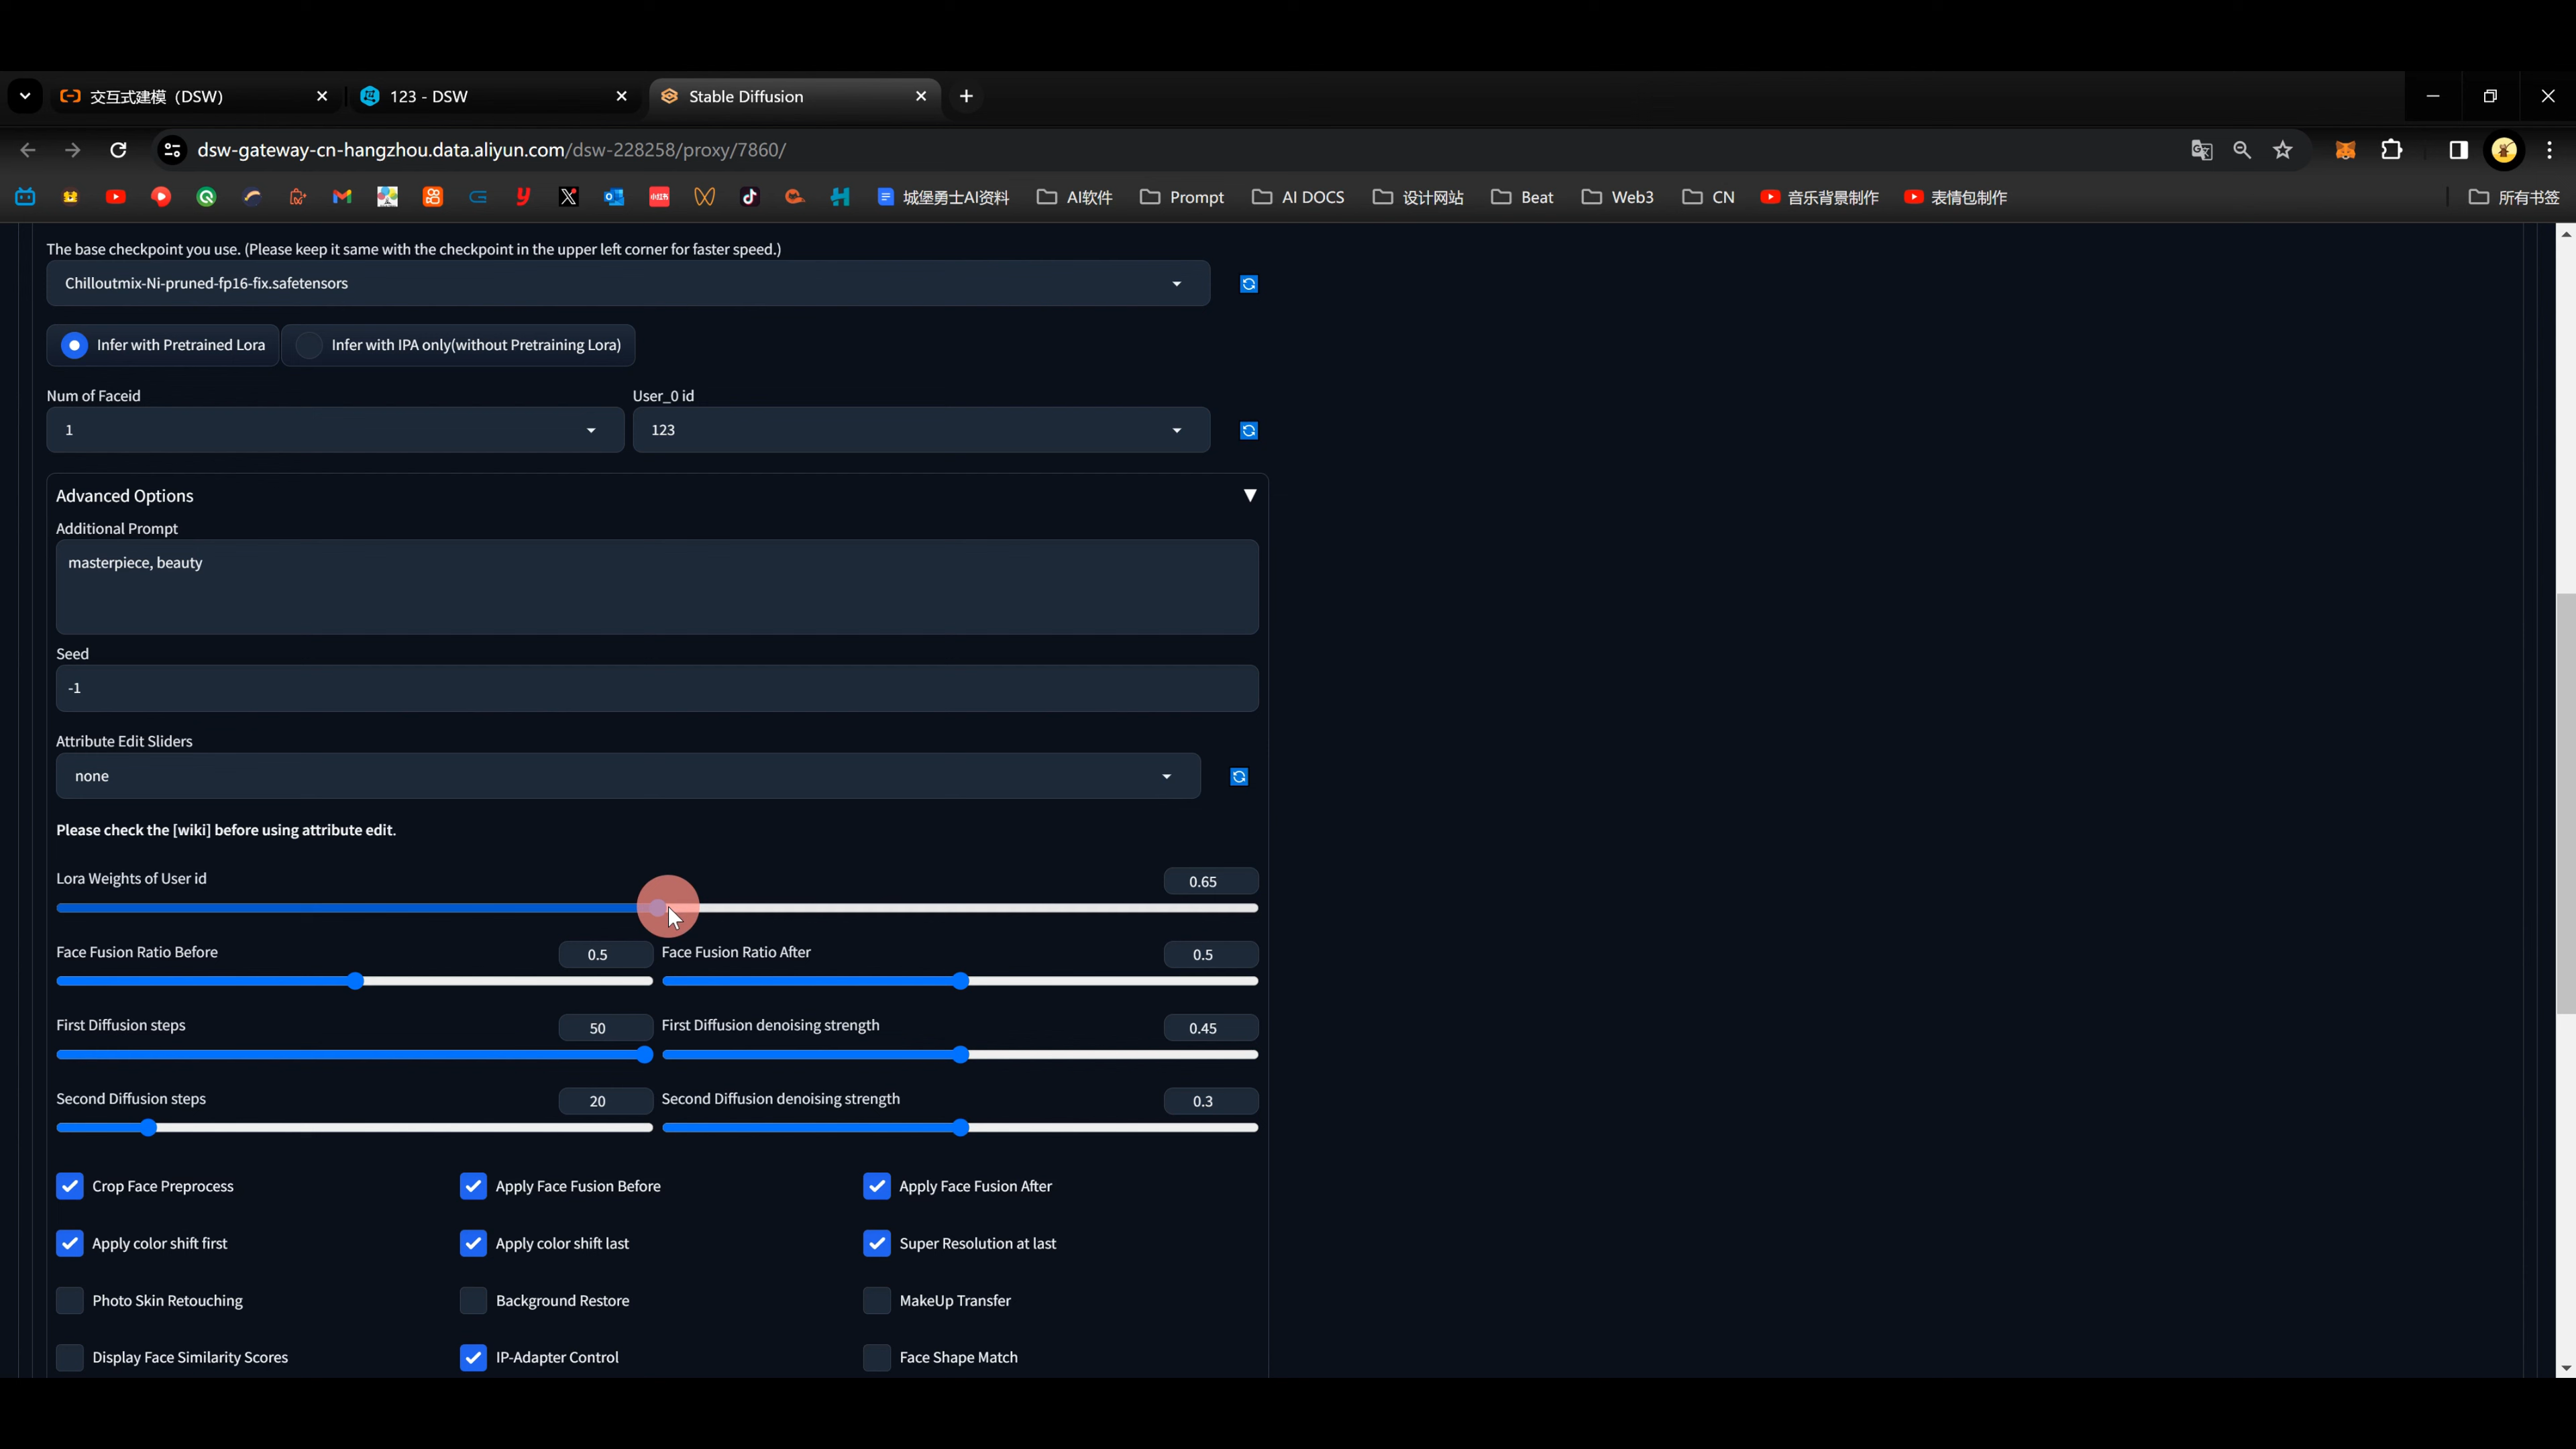 交互式建模（DSW）
123 - DSW
Stable Diffusion
dsw-gateway-cn-hangzhou.data.aliyun.com/dsw-228258/proxy/7860/
城堡勇士AI资料
AI软件
Prompt
AI DOCS
设计网站
Beat
Web3
CN
音乐背景制作
表情包制作
所有书签
The base checkpoint you use. (Please keep it same with the checkpoint in the upper left corner for faster speed.)
Chilloutmix-Ni-pruned-fp16-fix.safetensors
Infer with Pretrained Lora
Infer with IPA only(without Pretraining Lora)
Num of Faceid
User_0 id
1
123
Advanced Options
Additional Prompt
masterpiece, beauty
Seed
-1
Attribute Edit Sliders
none
Please check the [wiki] before using attribute edit.
Lora Weights of User id
0.65
Face Fusion Ratio Before
0.5
Face Fusion Ratio After
0.5
First Diffusion steps
50
First Diffusion denoising strength
0.45
Second Diffusion steps
20
Second Diffusion denoising strength
0.3
Crop Face Preprocess
Apply Face Fusion Before
Apply Face Fusion After
Apply color shift first
Apply color shift last
Super Resolution at last
Photo Skin Retouching
Background Restore
MakeUp Transfer
Display Face Similarity Scores
IP-Adapter Control
Face Shape Match